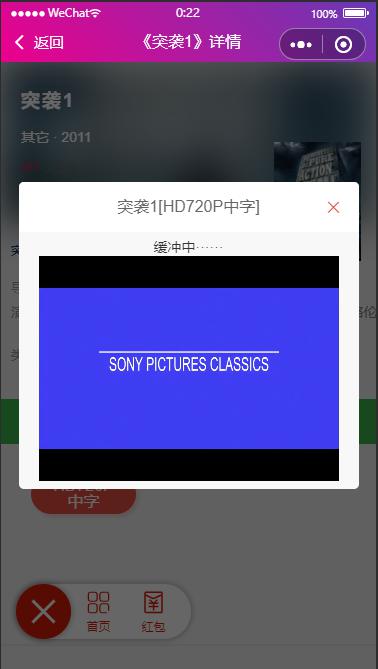 WeChat
0:22
100%
返回
《突袭1》详情
突袭1
其它 · 2011
PURE
ACTION
突袭1[HD720P中字]
缓冲中······
SONY PICTURES CLASSICS
中字
首页
红包